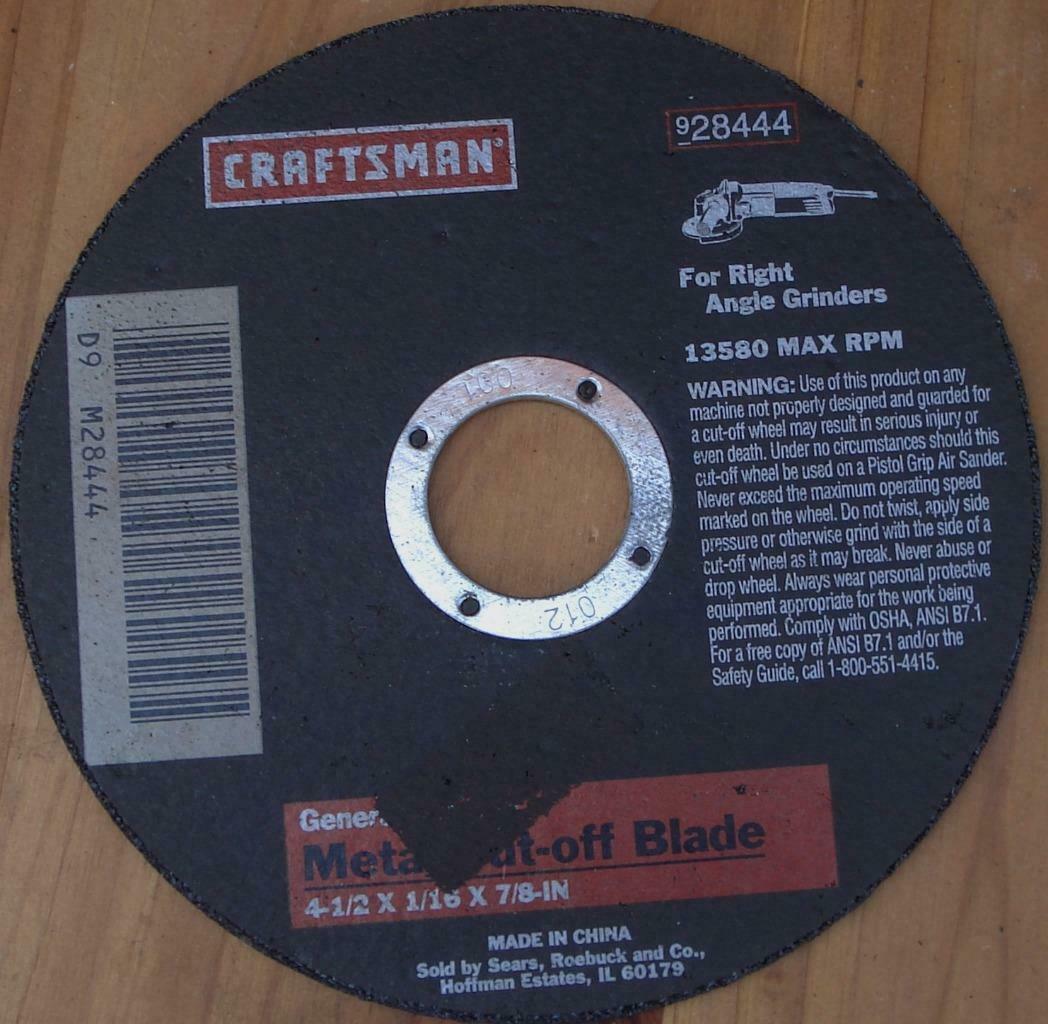 CRAFTSMAN®
928444
For Right
Angle Grinders
13580 MAX RPM
WARNING: Use of this product on any
machine not properly designed and guarded for
a cut-off wheel may result in serious injury or
even death. Under no circumstances should this
cut-off wheel be used on a Pistol Grip Air Sander.
Never exceed the maximum operating speed
marked on the wheel. Do not twist, apply side
pressure or otherwise grind with the side of a
cut-off wheel as it may break. Never abuse or
drop wheel. Always wear personal protective
equipment appropriate for the work being
performed. Comply with OSHA, ANSI B7.1.
For a free copy of ANSI B7.1 and/or the
Safety Guide, call 1-800-551-4415.
D9 M28444
012
Meta ut-off Blade
4-1/2 X 1/16 X 7/8-IN
MADE IN CHINA
Sold by Sears, Roebuck and Co.,
Hoffman Estates, IL 60179